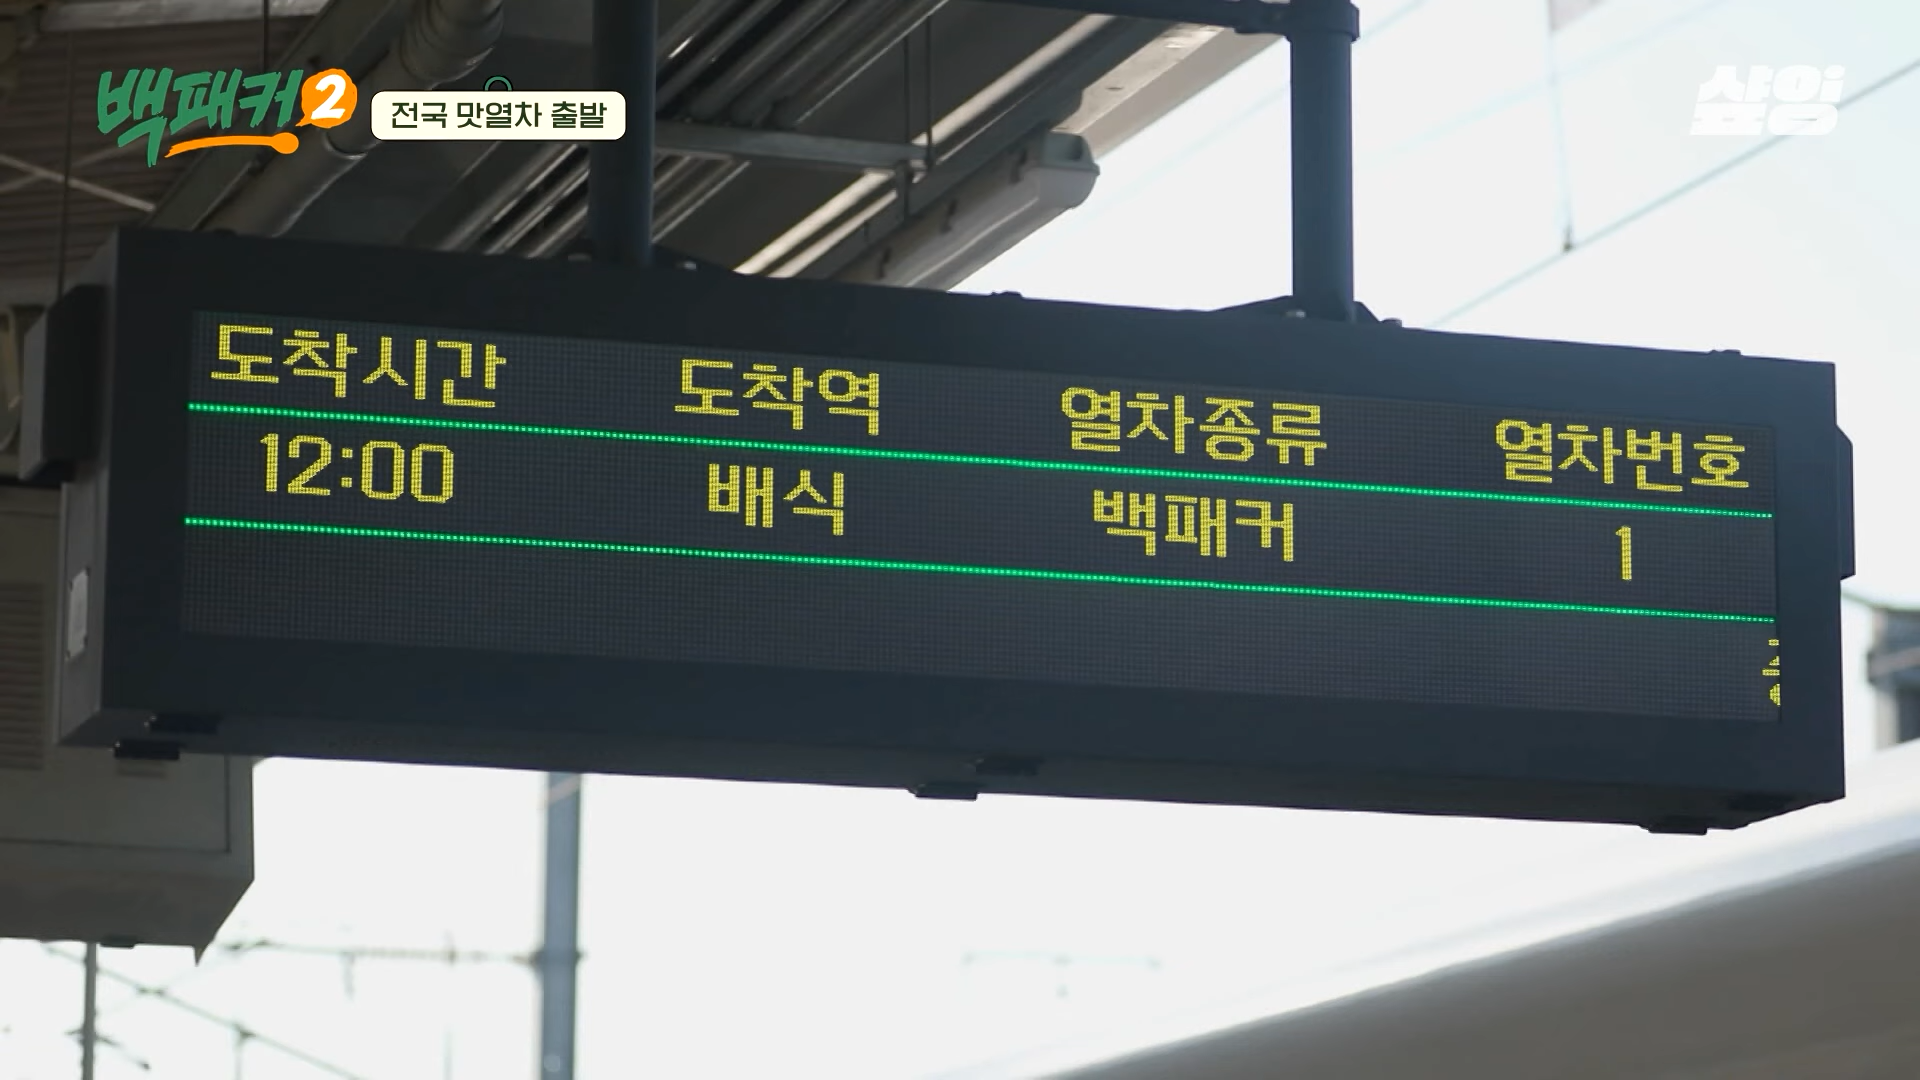 백패커 2
전국 맛열차 출발
샾잉
도착시간 도착역 열차종류 열차번호
12:00 배식 백패커 1